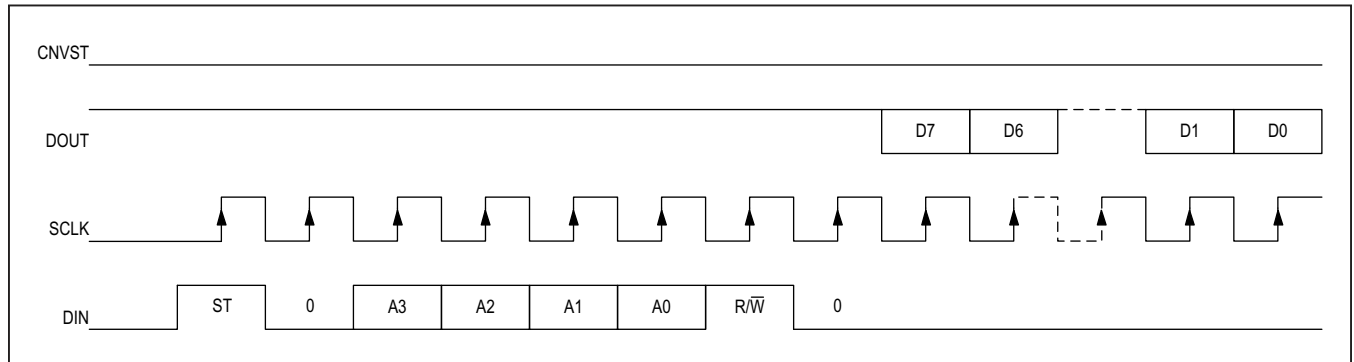 CNVST
DOUT D7 D6 D1 D0
SCLK
DIN ST 0 A3 A2 A1 A0 R/W̅ 0